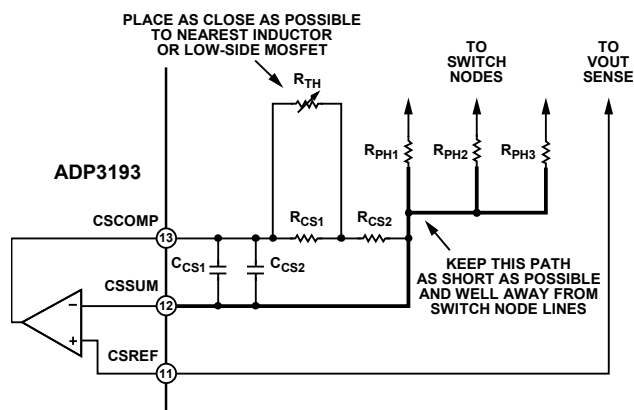 PLACE AS CLOSE AS POSSIBLE
TO NEAREST INDUCTOR
OR LOW-SIDE MOSFET
TO
SWITCH
NODES
TO
VOUT
SENSE
RTH
RPH1
RPH2
RPH3
ADP3193
CSCOMP
13
RCS1
RCS2
CCS1
CCS2
KEEP THIS PATH
AS SHORT AS POSSIBLE
AND WELL AWAY FROM
SWITCH NODE LINES
CSSUM
12
–
+
CSREF
11